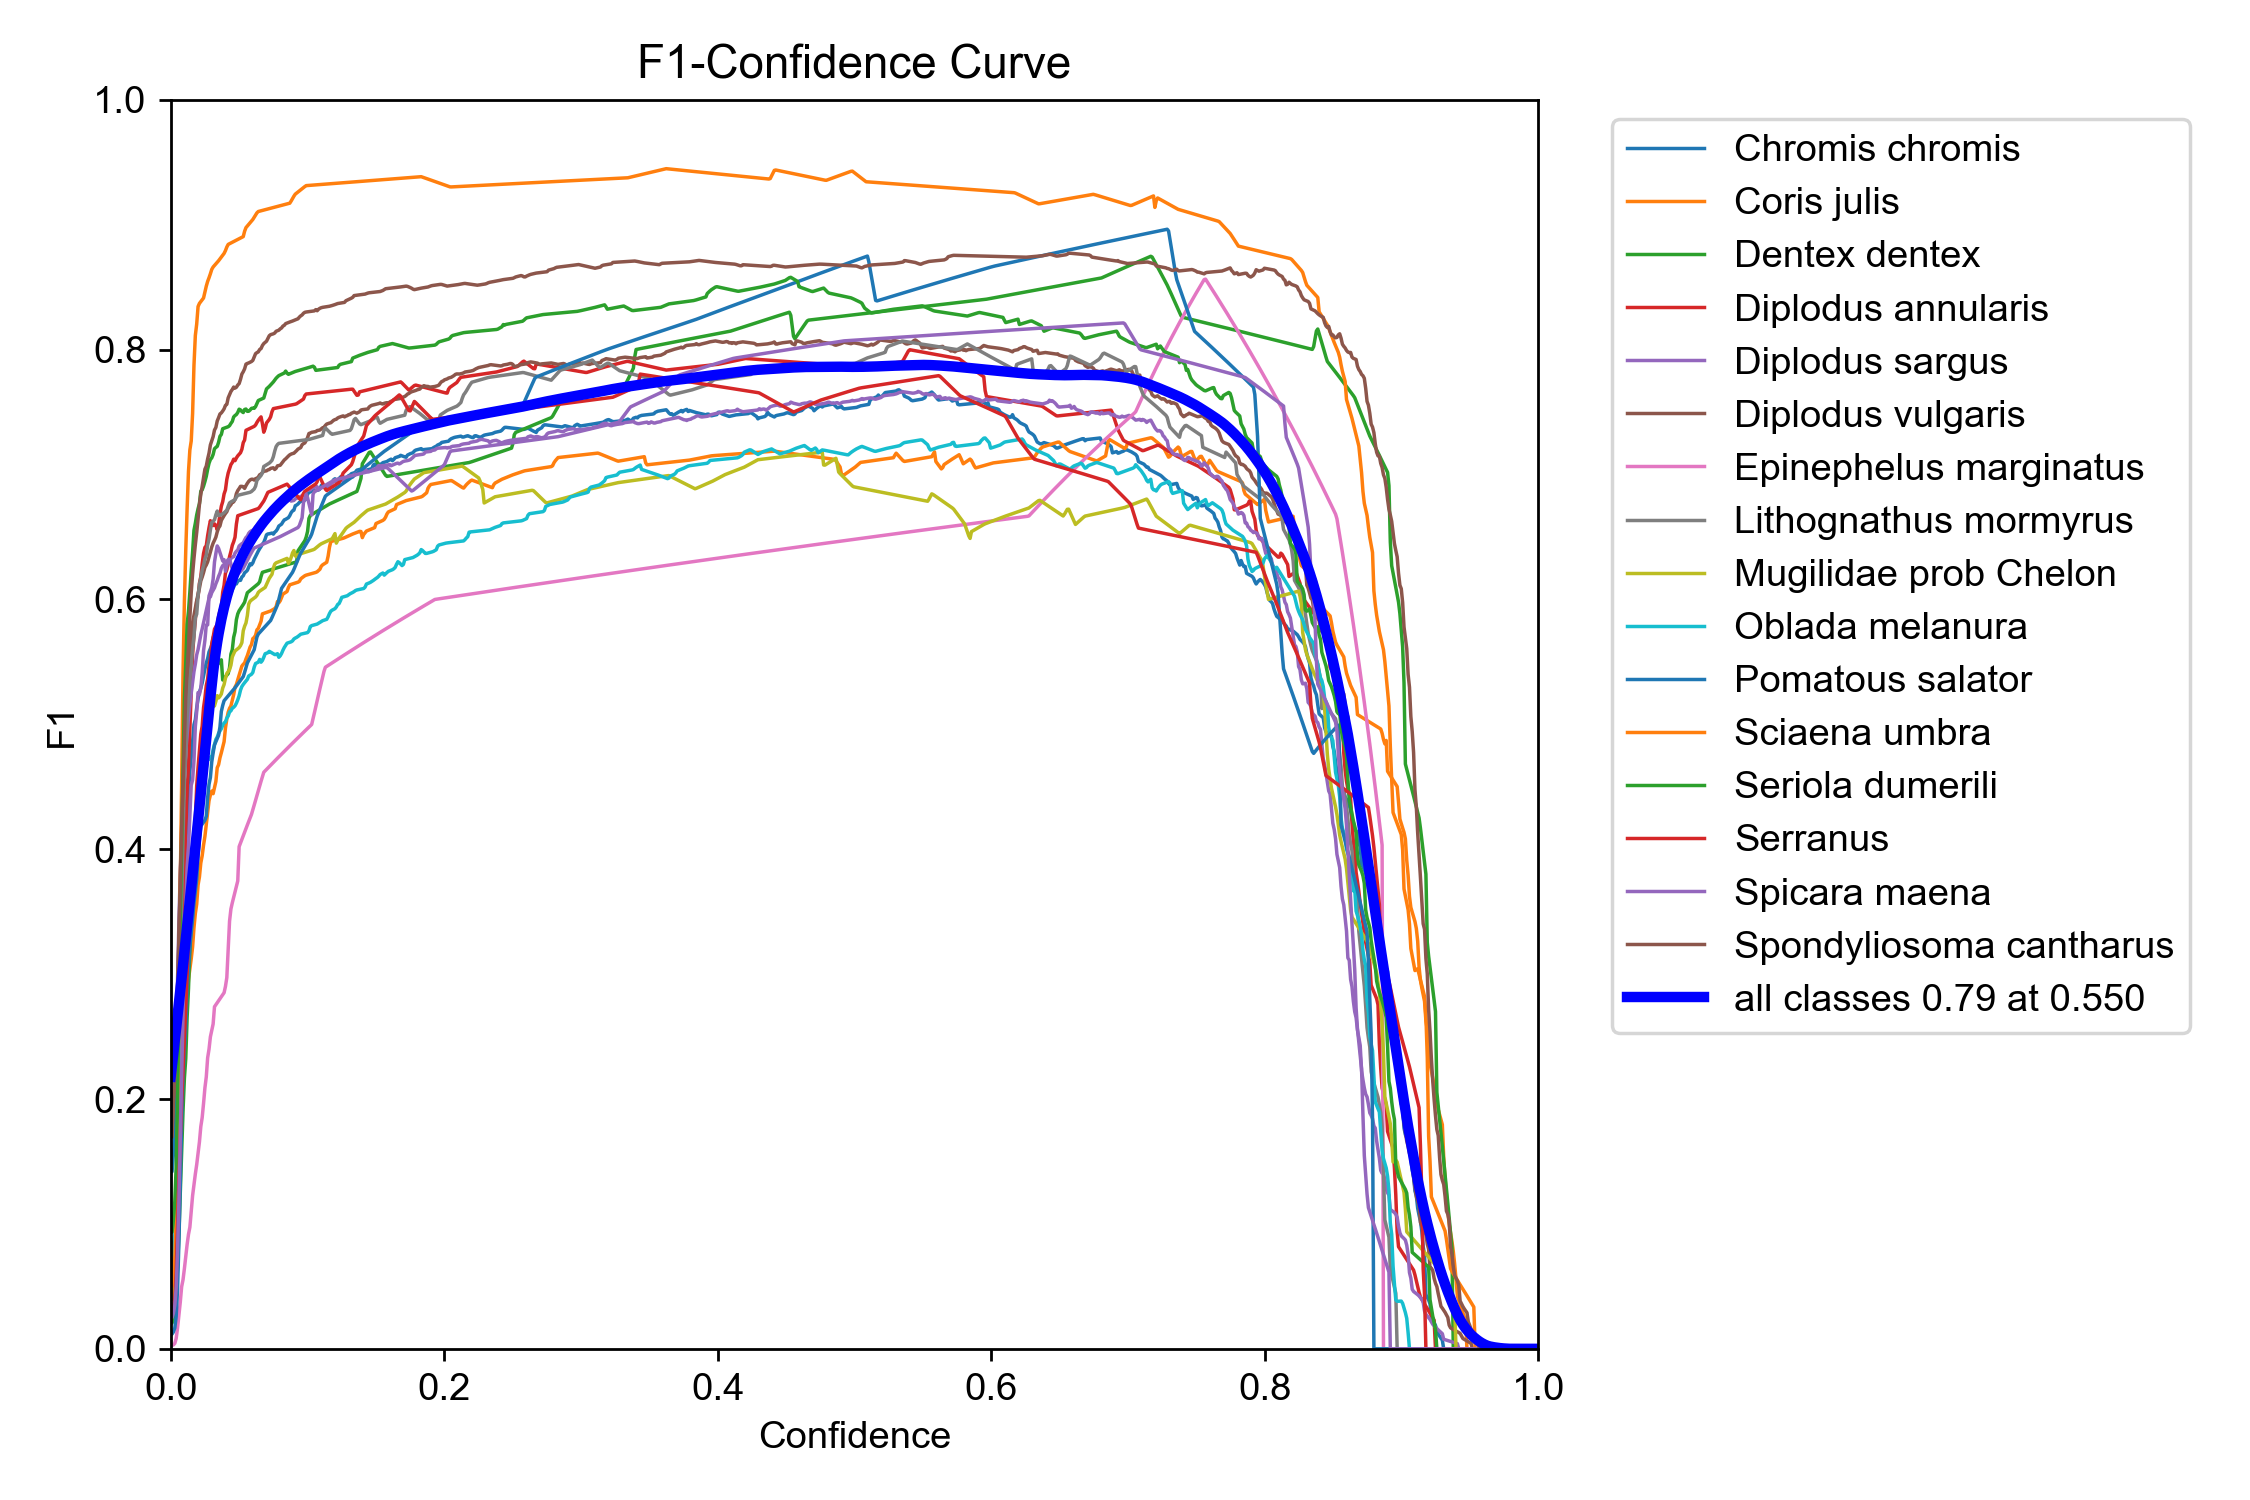 F1-Confidence Curve
1.0
0.8
0.6
0.4
0.2
0.0
F1
0.0 0.2 0.4 0.6 0.8 1.0
Confidence
Chromis chromis
Coris julis
Dentex dentex
Diplodus annularis
Diplodus sargus
Diplodus vulgaris
Epinephelus marginatus
Lithognathus mormyrus
Mugilidae prob Chelon
Oblada melanura
Pomatous salator
Sciaena umbra
Seriola dumerili
Serranus
Spicara maena
Spondyliosoma cantharus
all classes 0.79 at 0.550